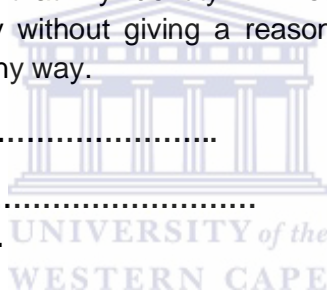 y without giving a reason
ny way.
……………………..
………………………
.
UNIVERSITY of the
WESTERN CAPE